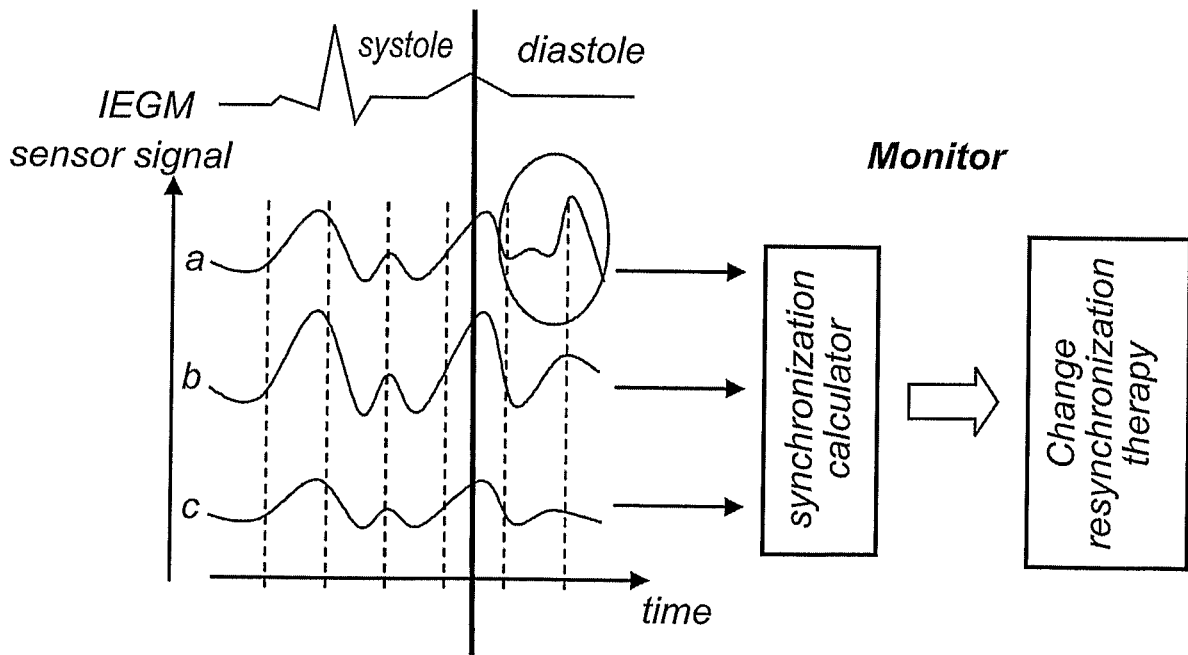 systole
diastole
IEGM
sensor signal
Monitor
a
b
c
synchronization
calculator
Change
resynchronization
therapy
time